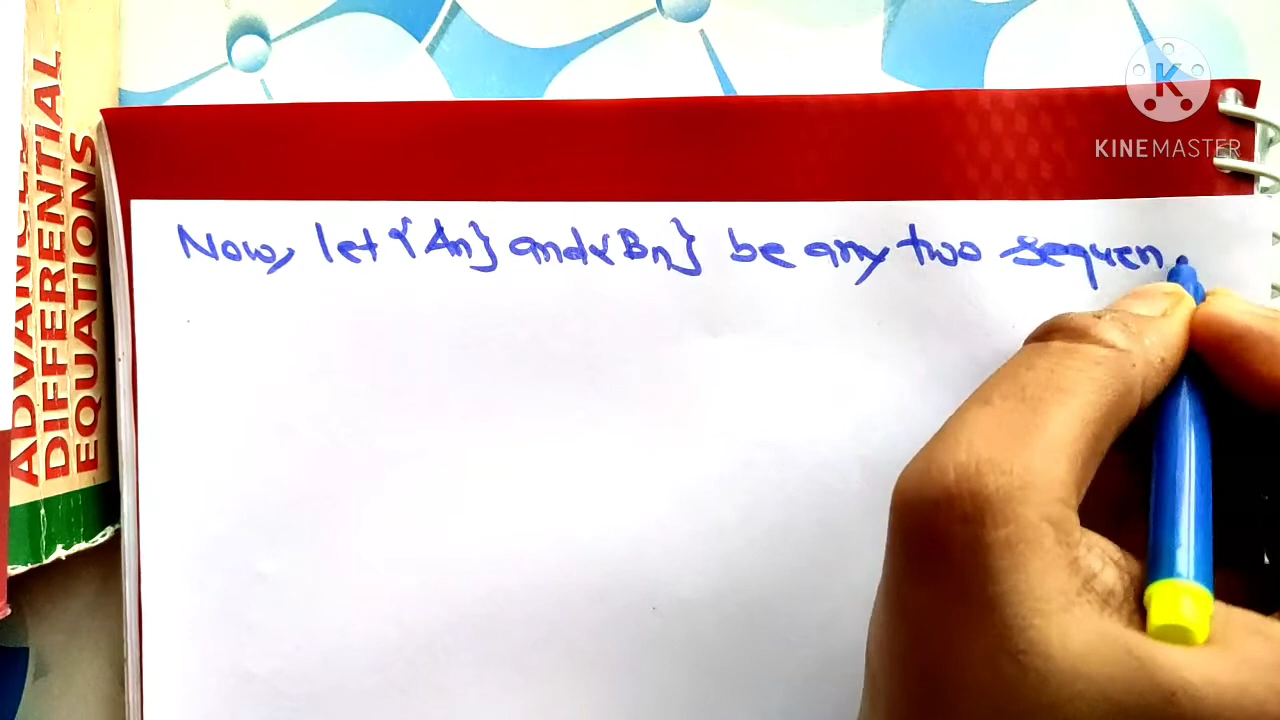 ADVANCED
DIFFERENTIAL
EQUATIONS
K
KINEMASTER
Now, let {An} and {Bn} be any two sequen